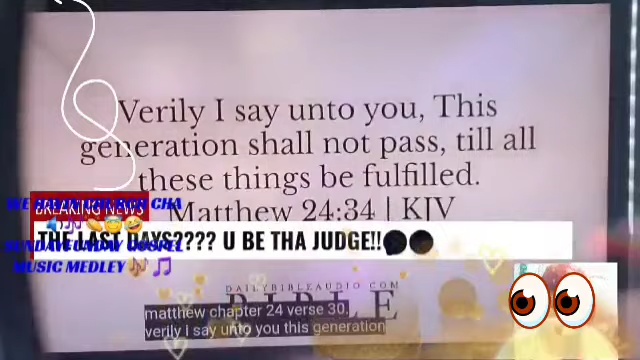 Verily I say unto you, This
generation shall not pass, till all
these things be fulfilled.
Matthew 24:34 | KJV
BREAKING NEWS
THE LAST DAYS???? U BE THA JUDGE!!
GOSPEL
MUSIC MEDLEY
DAILYBIBLEAUDIO.COM
BIBLE
matthew chapter 24 verse 30.
verily i say unto you this generation